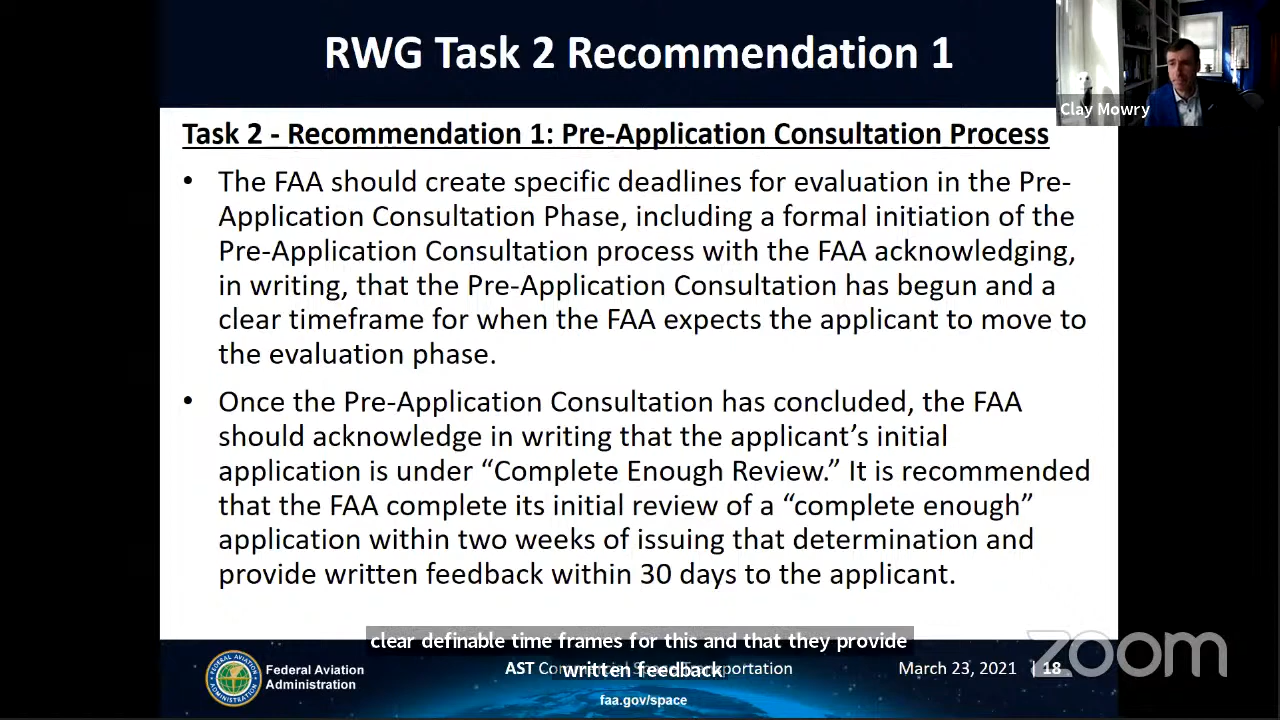 RWG Task 2 Recommendation 1
Clay Mowry
Task 2 - Recommendation 1: Pre-Application Consultation Process
• The FAA should create specific deadlines for evaluation in the Pre-
Application Consultation Phase, including a formal initiation of the
Pre-Application Consultation process with the FAA acknowledging,
in writing, that the Pre-Application Consultation has begun and a
clear timeframe for when the FAA expects the applicant to move to
the evaluation phase.
• Once the Pre-Application Consultation has concluded, the FAA
should acknowledge in writing that the applicant’s initial
application is under “Complete Enough Review.” It is recommended
that the FAA complete its initial review of a “complete enough”
application within two weeks of issuing that determination and
provide written feedback within 30 days to the applicant.
clear definable time frames for this and that they provide
written feedback
Federal Aviation
Administration
AST Commercial Space Transportation
faa.gov/space
March 23, 2021 | 18
zoom